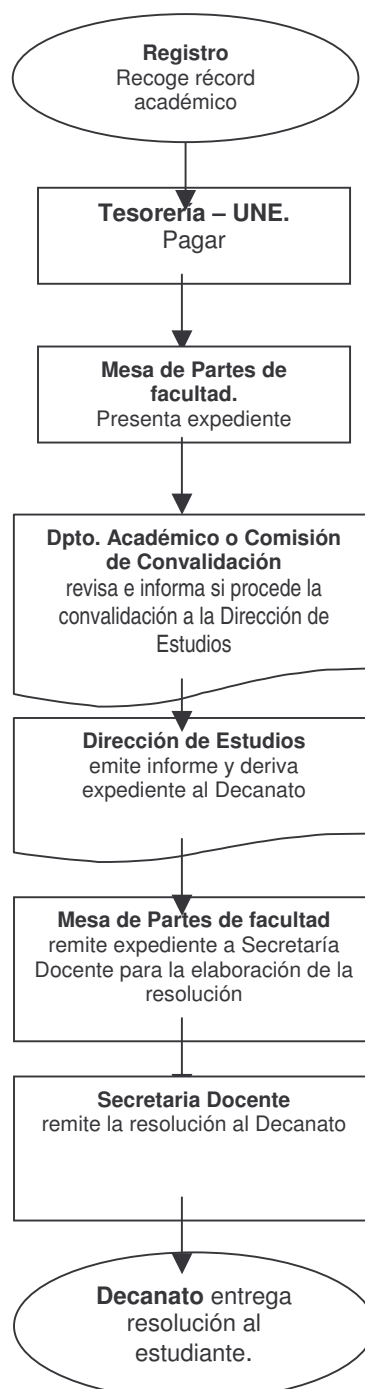 Registro
Recoge récord
académico
Tesorería – UNE.
Pagar
Mesa de Partes de
facultad.
Presenta expediente
Dpto. Académico o Comisión
de Convalidación
revisa e informa si procede la
convalidación a la Dirección de
Estudios
Dirección de Estudios
emite informe y deriva
expediente al Decanato
Mesa de Partes de facultad
remite expediente a Secretaría
Docente para la elaboración de la
resolución
Secretaria Docente
remite la resolución al Decanato
Decanato entrega
resolución al
estudiante.